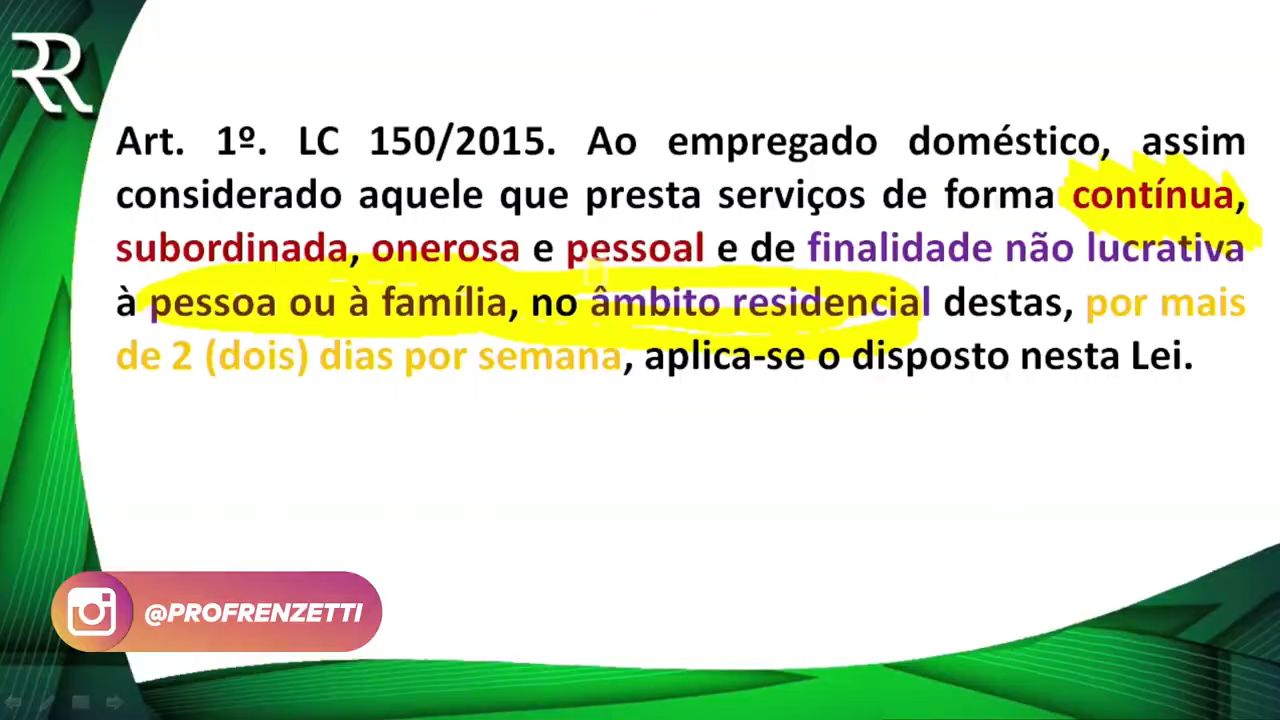 Art. 1º. LC 150/2015. Ao empregado doméstico, assim
considerado aquele que presta serviços de forma contínua,
subordinada, onerosa e pessoal e de finalidade não lucrativa
à pessoa ou à família, no âmbito residencial destas, por mais
de 2 (dois) dias por semana, aplica-se o disposto nesta Lei.
@PROFRENZETTI